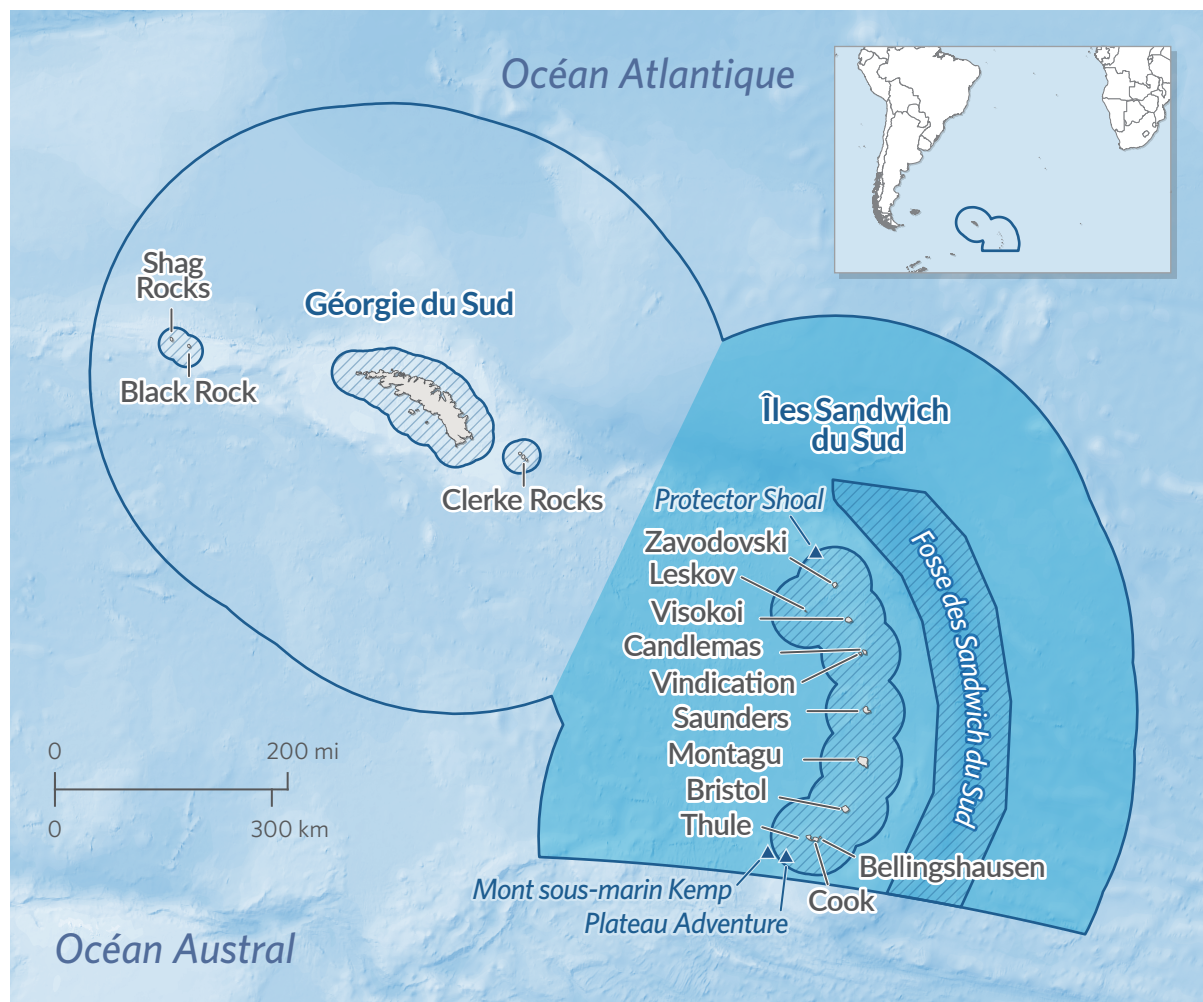 Océan Atlantique
Shag
Rocks
Géorgie du Sud
Black Rock
Clerke Rocks
Îles Sandwich
du Sud
Protector Shoal
Zavodovski
Leskov
Visokoi
Candlemas
Vindication
Saunders
Montagu
Bristol
Thule
Fosse des Sandwich du Sud
Bellingshausen
Cook
Mont sous-marin Kemp
Plateau Adventure
0
200 mi
0
300 km
Océan Austral